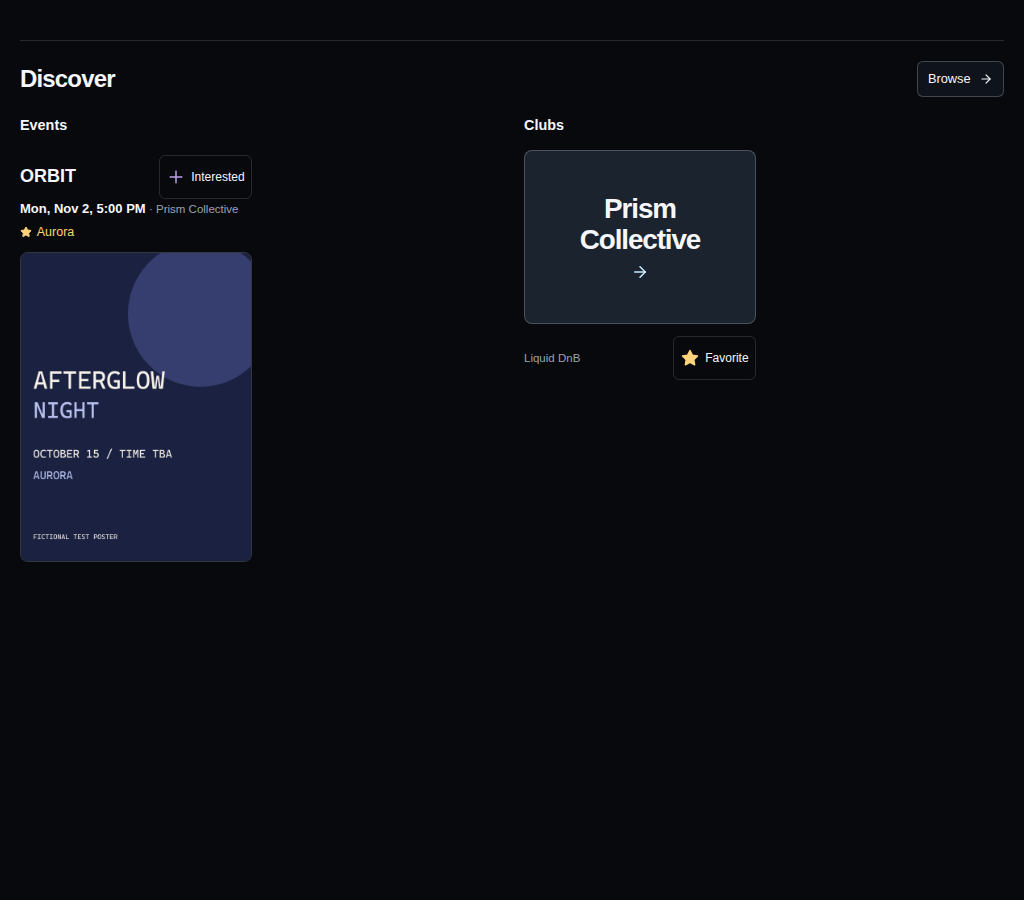 Discover
Browse
Events
ORBIT
Interested
Mon, Nov 2, 5:00 PM · Prism Collective
Aurora
AFTERGLOW
NIGHT
OCTOBER 15 / TIME TBA
AURORA
FICTIONAL TEST POSTER
Clubs
Prism
Collective
Liquid DnB
Favorite